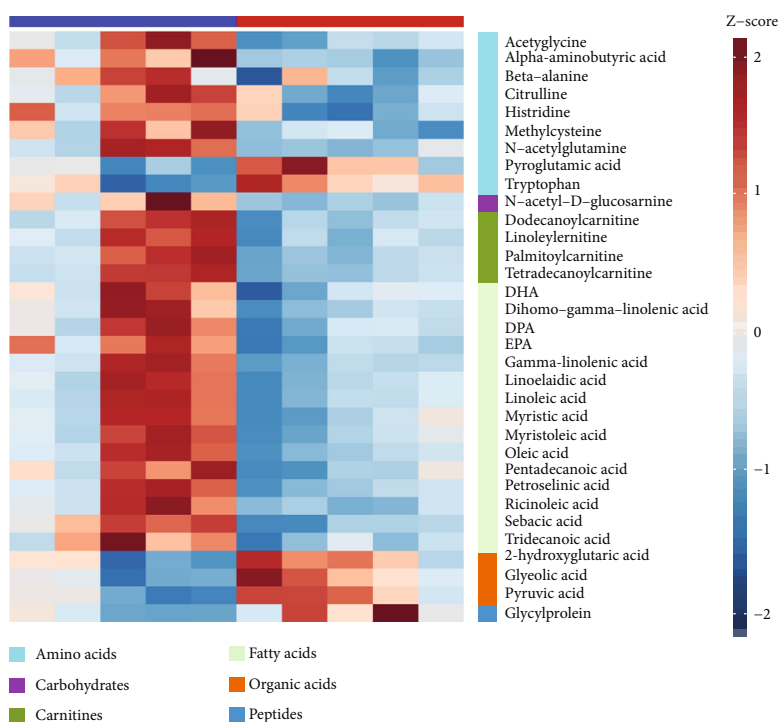 Z−score
Acetyglycine
Alpha-aminobutyric acid
Beta−alanine
Citrulline
Histridine
Methylcysteine
N−acetylglutamine
Pyroglutamic acid
Tryptophan
N−acetyl−D−glucosarnine
Dodecanoylcarnitine
Linoleylernitine
Palmitoylcarnitine
Tetradecanoylcarnitine
DHA
Dihomo−gamma−linolenic acid
DPA
EPA
Gamma-linolenic acid
Linoelaidic acid
Linoleic acid
Myristic acid
Myristoleic acid
Oleic acid
Pentadecanoic acid
Petroselinic acid
Ricinoleic acid
Sebacic acid
Tridecanoic acid
2-hydroxyglutaric acid
Glyeolic acid
Pyruvic acid
Glycylprolein
2
1
0
−1
−2
Amino acids
Fatty acids
Carbohydrates
Organic acids
Carnitines
Peptides